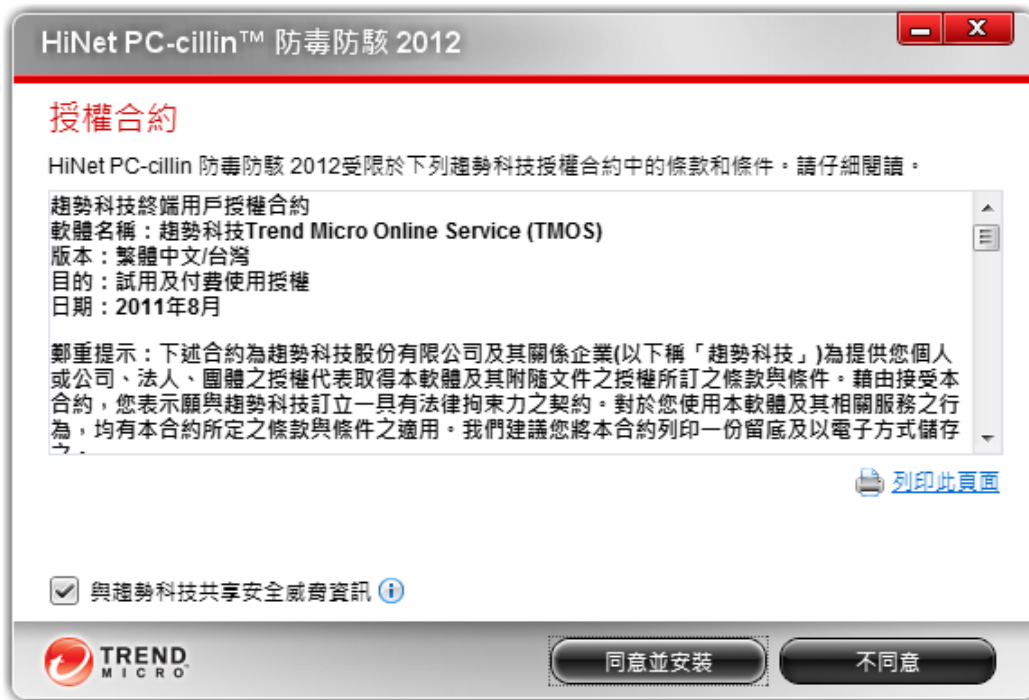 HiNet PC-cillin™ 防毒防駭 2012
授權合約
HiNet PC-cillin 防毒防駭 2012受限於下列趨勢科技授權合約中的條款和條件。請仔細閱讀。
趨勢科技終端用戶授權合約
軟體名稱：趨勢科技Trend Micro Online Service (TMOS)
版本：繁體中文/台灣
目的：試用及付費使用授權
日期：2011年8月
鄭重提示：下述合約為趨勢科技股份有限公司及其關係企業(以下稱「趨勢科技」)為提供您個人
或公司、法人、團體之授權代表取得本軟體及其附隨文件之授權所訂之條款與條件。藉由接受本
合約，您表示願與趨勢科技訂立一具有法律拘束力之契約。對於您使用本軟體及其相關服務之行
為，均有本合約所定之條款與條件之適用。我們建議您將本合約列印一份留底及以電子方式儲存
列印此頁面
與趨勢科技共享安全威脅資訊
TREND
MICRO
同意並安裝
不同意